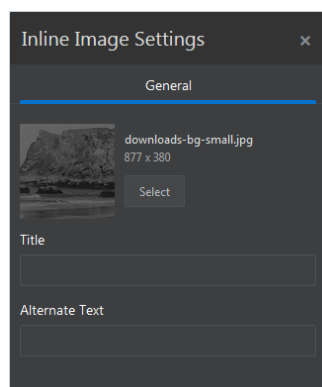 Inline Image Settings ×
General
downloads-bg-small.jpg
877 x 380
Select
Title
Alternate Text